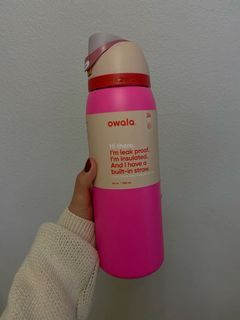 owala
Hi there.
I'm leak proof.
I'm insulated.
And I have a
built-in straw.